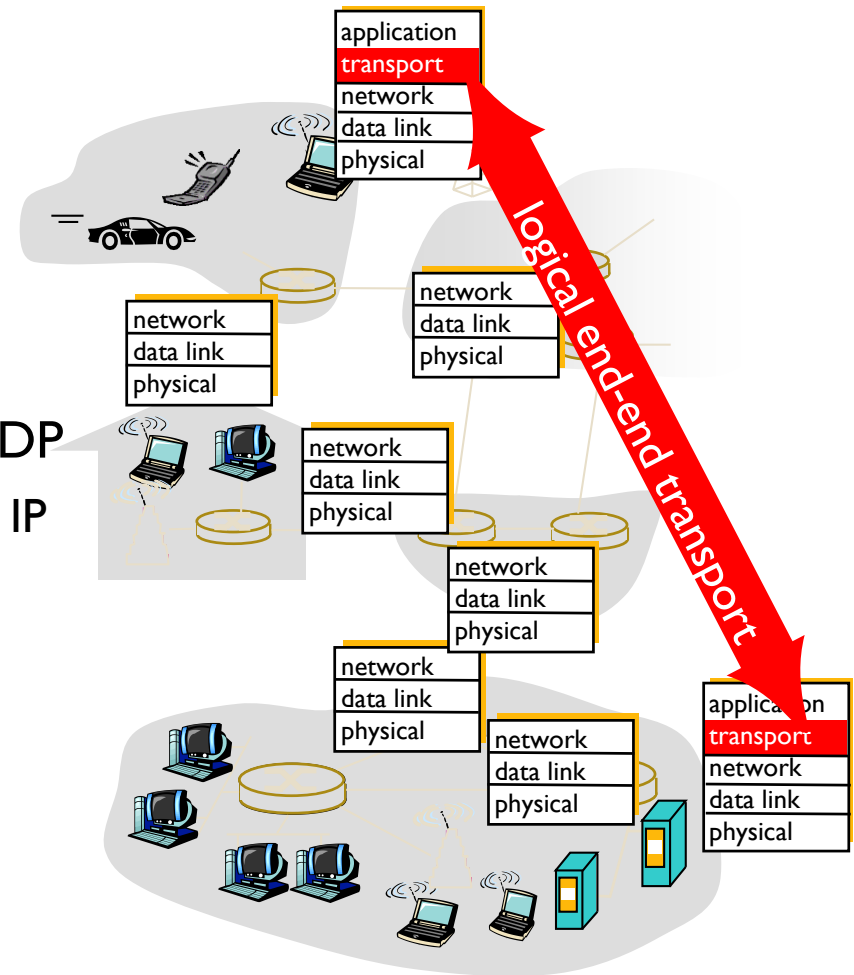 application
transport
network
data link
physical
logical end-end transport
network
data link
physical
network
data link
physical
DP
network
data link
physical
IP
network
data link
physical
network
data link
physical
application
transport
network
data link
physical
network
data link
physical